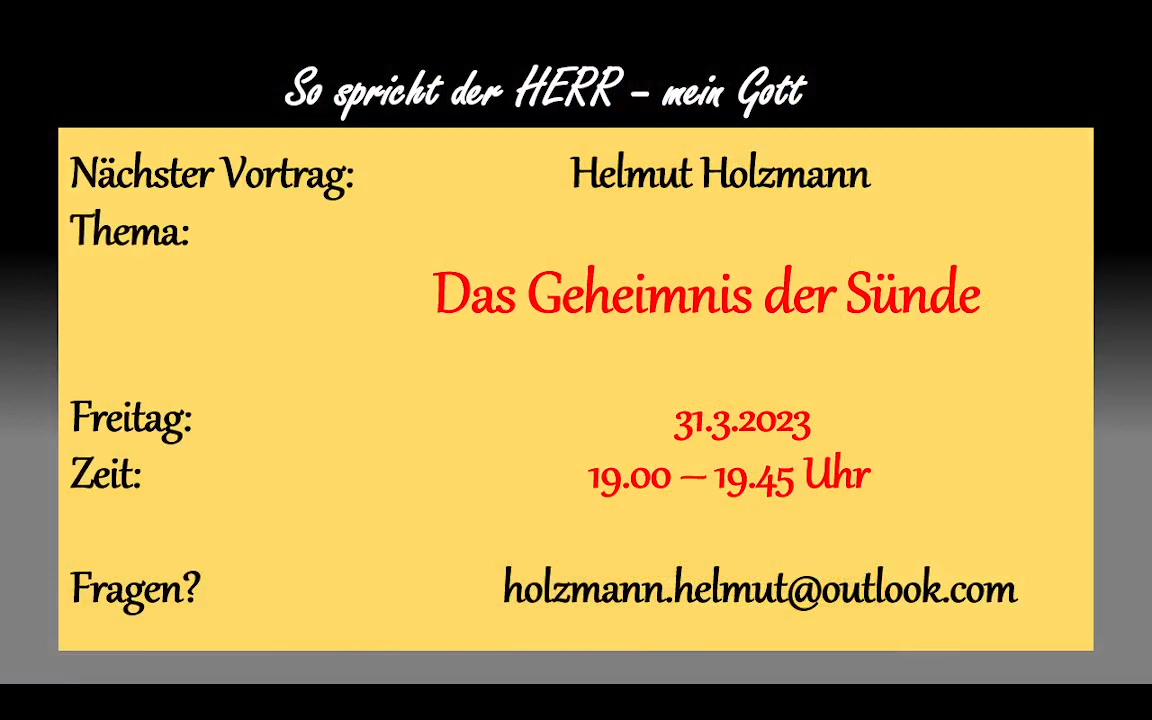 So spricht der HERR – mein Gott
Nächster Vortrag: Helmut Holzmann
Thema:
Das Geheimnis der Sünde
Freitag: 31.3.2023
Zeit: 19.00 – 19.45 Uhr
Fragen? holzmann.helmut@outlook.com